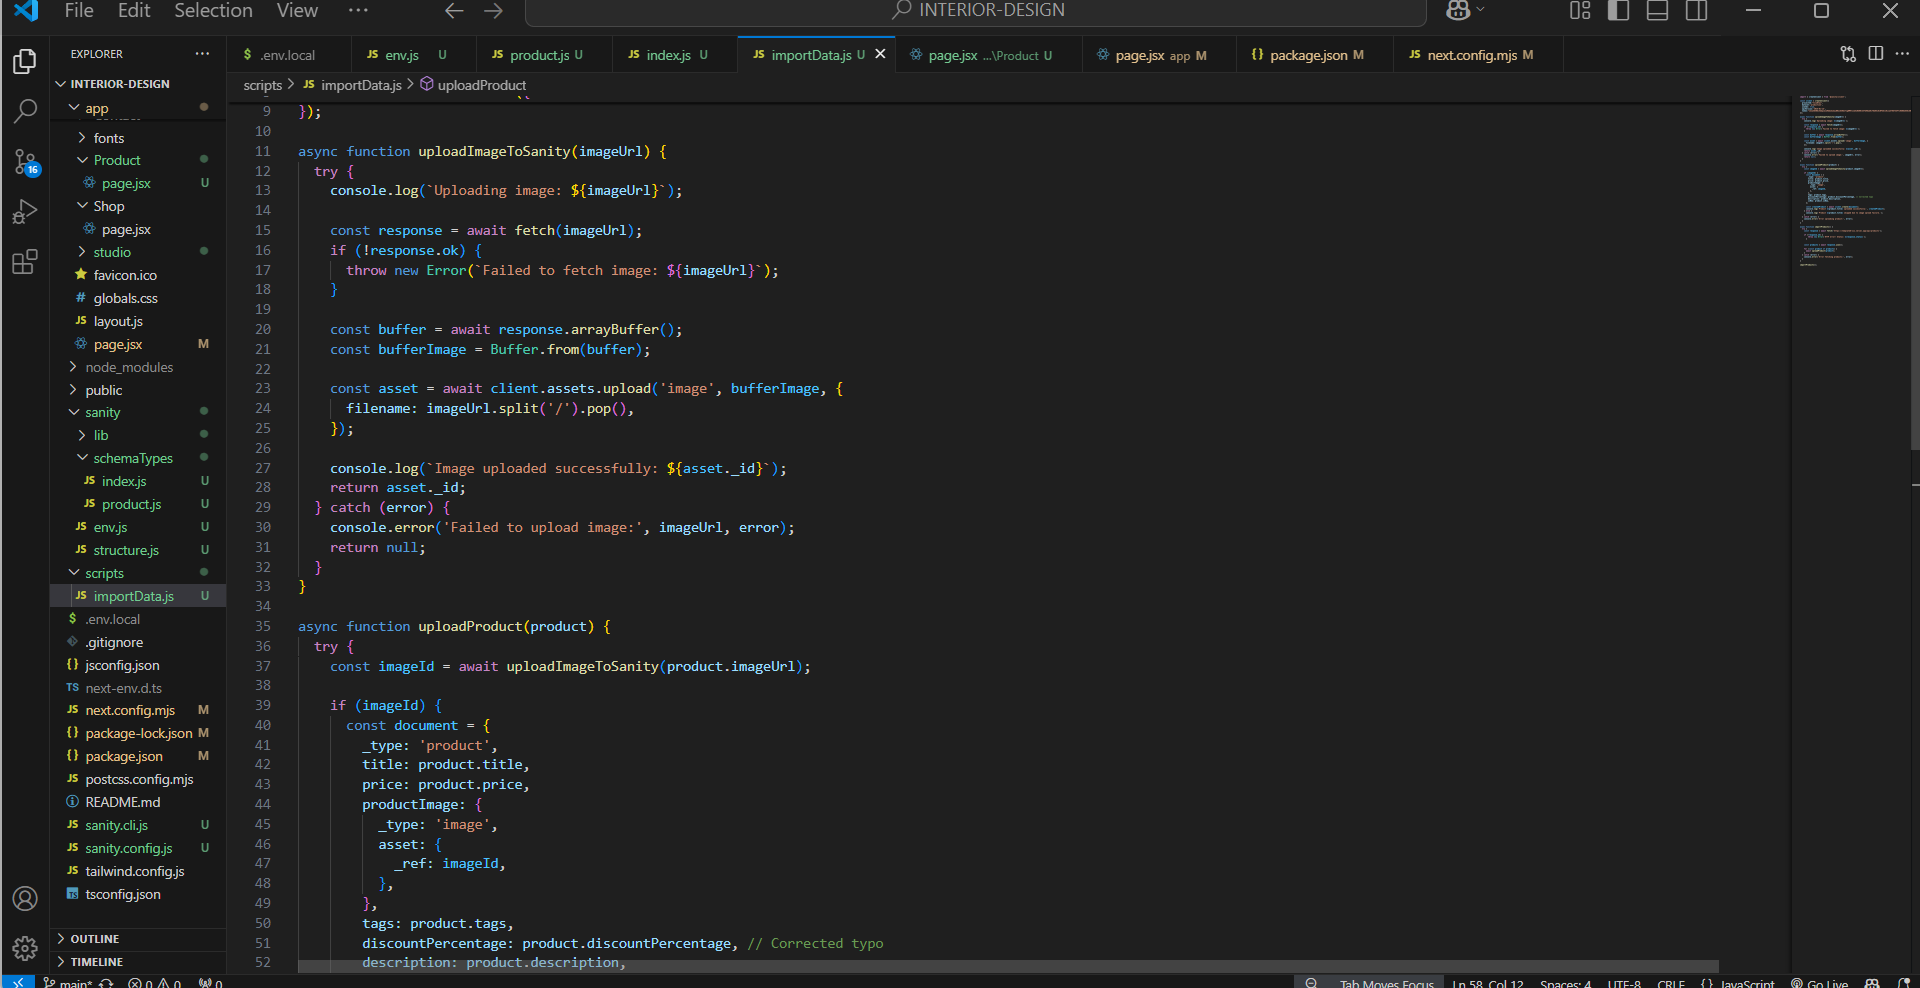 File Edit Selection View ··· INTERIOR-DESIGN
EXPLORER ···
INTERIOR-DESIGN
app
fonts
Product
page.jsx U
Shop
page.jsx
studio
favicon.ico
# globals.css
JS layout.js
page.jsx M
node_modules
public
sanity
lib
schemaTypes
JS index.js U
JS product.js U
JS env.js U
JS structure.js U
scripts
JS importData.js U
$ .env.local
.gitignore
{} jsconfig.json
TS next-env.d.ts
JS next.config.mjs M
{} package-lock.json M
{} package.json M
JS postcss.config.mjs
README.md
JS sanity.cli.js U
JS sanity.config.js U
JS tailwind.config.js
TS tsconfig.json
OUTLINE
TIMELINE
16
$ .env.local JS env.js U JS product.js U JS index.js U JS importData.js U page.jsx ...\Product U page.jsx app M {} package.json M JS next.config.mjs M ···
scripts > JS importData.js > uploadProduct
9 });
10
11 async function uploadImageToSanity(imageUrl) {
12 try {
13 console.log(`Uploading image: ${imageUrl}`);
14
15 const response = await fetch(imageUrl);
16 if (!response.ok) {
17 throw new Error(`Failed to fetch image: ${imageUrl}`);
18 }
19
20 const buffer = await response.arrayBuffer();
21 const bufferImage = Buffer.from(buffer);
22
23 const asset = await client.assets.upload('image', bufferImage, {
24 filename: imageUrl.split('/').pop(),
25 });
26
27 console.log(`Image uploaded successfully: ${asset._id}`);
28 return asset._id;
29 } catch (error) {
30 console.error('Failed to upload image:', imageUrl, error);
31 return null;
32 }
33 }
34
35 async function uploadProduct(product) {
36 try {
37 const imageId = await uploadImageToSanity(product.imageUrl);
38
39 if (imageId) {
40 const document = {
41 _type: 'product',
42 title: product.title,
43 price: product.price,
44 productImage: {
45 _type: 'image',
46 asset: {
47 _ref: imageId,
48 },
49 },
50 tags: product.tags,
51 discountPercentage: product.discountPercentage, // Corrected typo
52 description: product.description,
main* 0 0 0 Tab Moves Focus Ln 58, Col 12 Spaces: 4 UTF-8 CRLF {} JavaScript Go Live